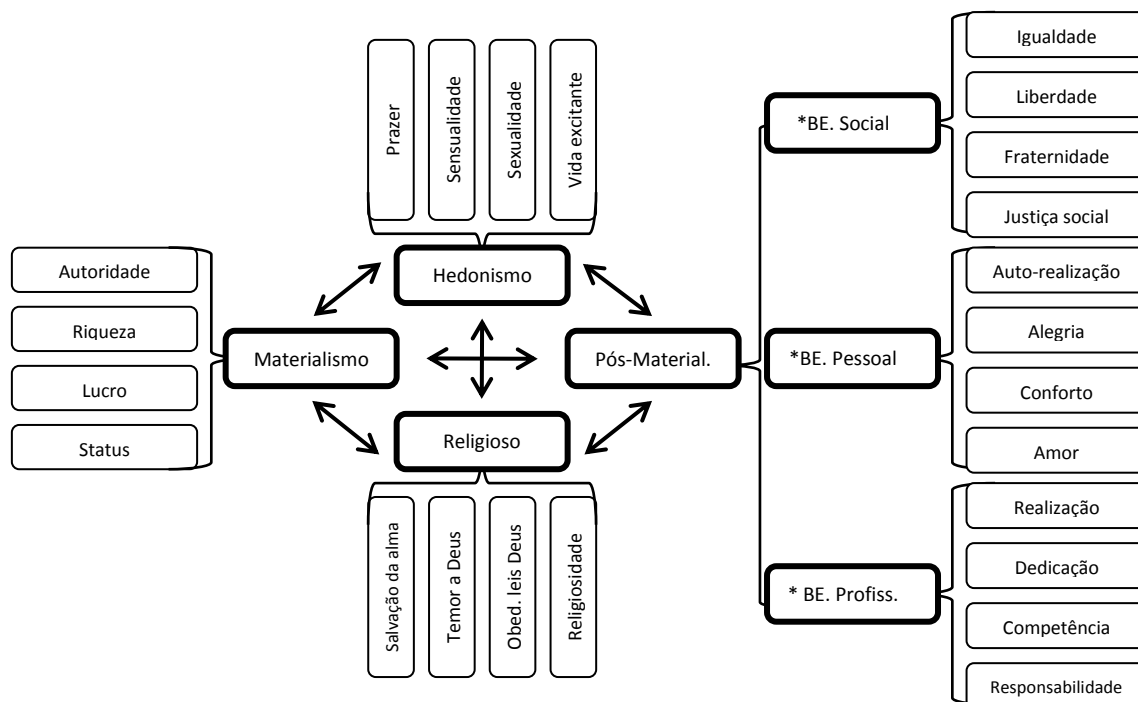 Prazer
Sensualidade
Sexualidade
Vida excitante
Hedonismo
Autoridade
Riqueza
Lucro
Status
Materialismo
Religioso
Salvação da alma
Temor a Deus
Obed. leis Deus
Religiosidade
Pós-Material.
*BE. Social
Igualdade
Liberdade
Fraternidade
Justiça social
*BE. Pessoal
Auto-realização
Alegria
Conforto
Amor
* BE. Profiss.
Realização
Dedicação
Competência
Responsabilidade